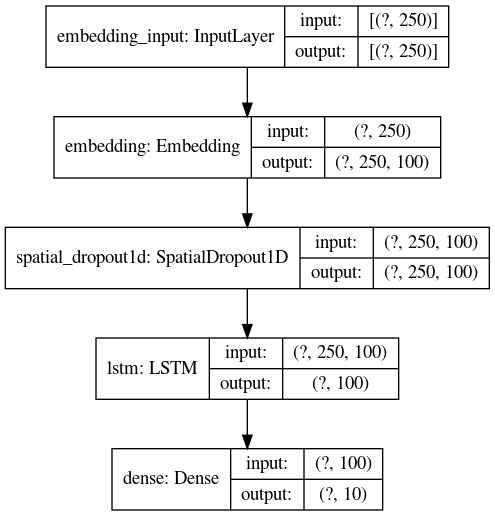 embedding_input: InputLayer
input:
[(?, 250)]
output:
[(?, 250)]
embedding: Embedding
input:
(?, 250)
output:
(?, 250, 100)
spatial_dropout1d: SpatialDropout1D
input:
(?, 250, 100)
output:
(?, 250, 100)
lstm: LSTM
input:
(?, 250, 100)
output:
(?, 100)
dense: Dense
input:
(?, 100)
output:
(?, 10)